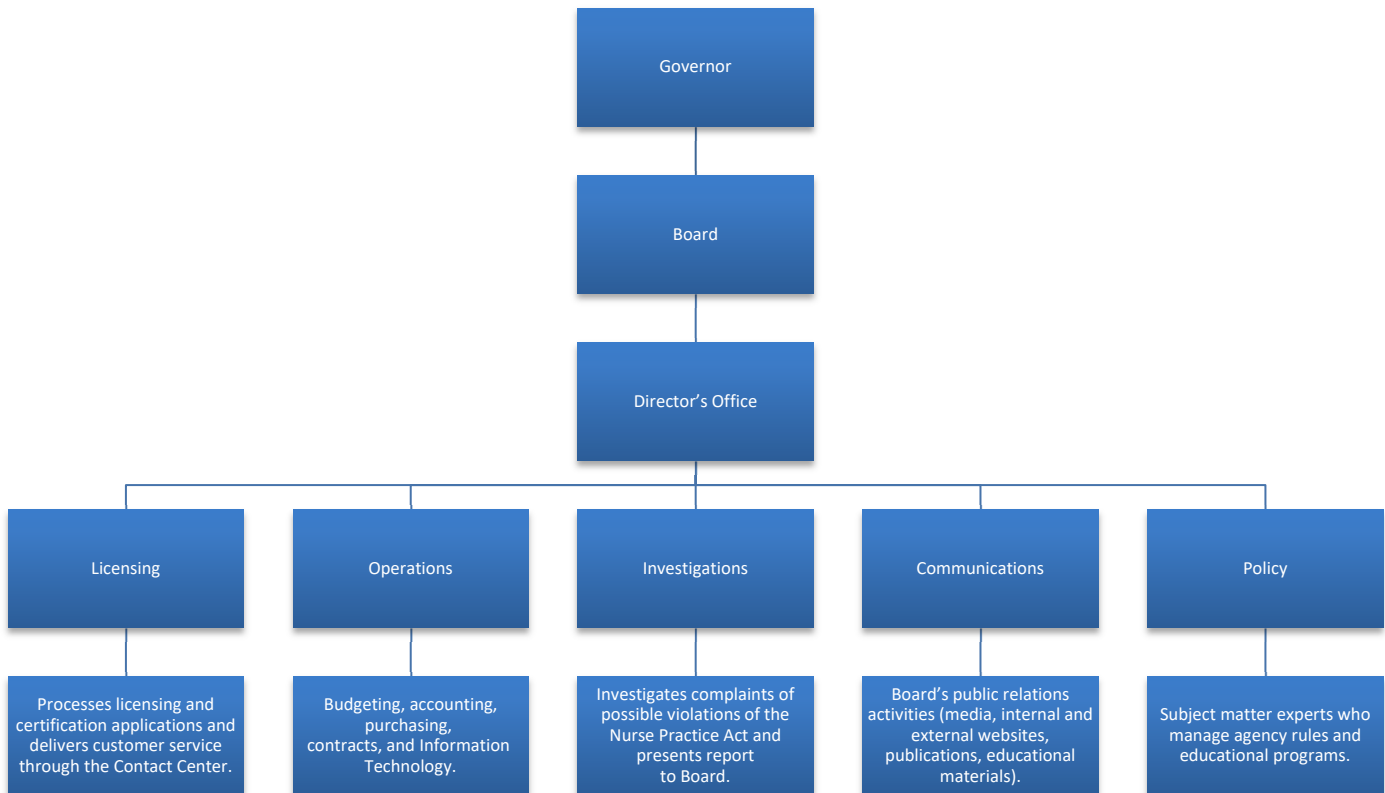 Governor
Board
Director’s Office
Licensing
Operations
Investigations
Communications
Policy
Processes licensing and
certification applications and
delivers customer service
through the Contact Center.
Budgeting, accounting,
purchasing,
contracts, and Information
Technology.
Investigates complaints of
possible violations of the
Nurse Practice Act and
presents report
to Board.
Board’s public relations
activities (media, internal and
external websites,
publications, educational
materials).
Subject matter experts who
manage agency rules and
educational programs.